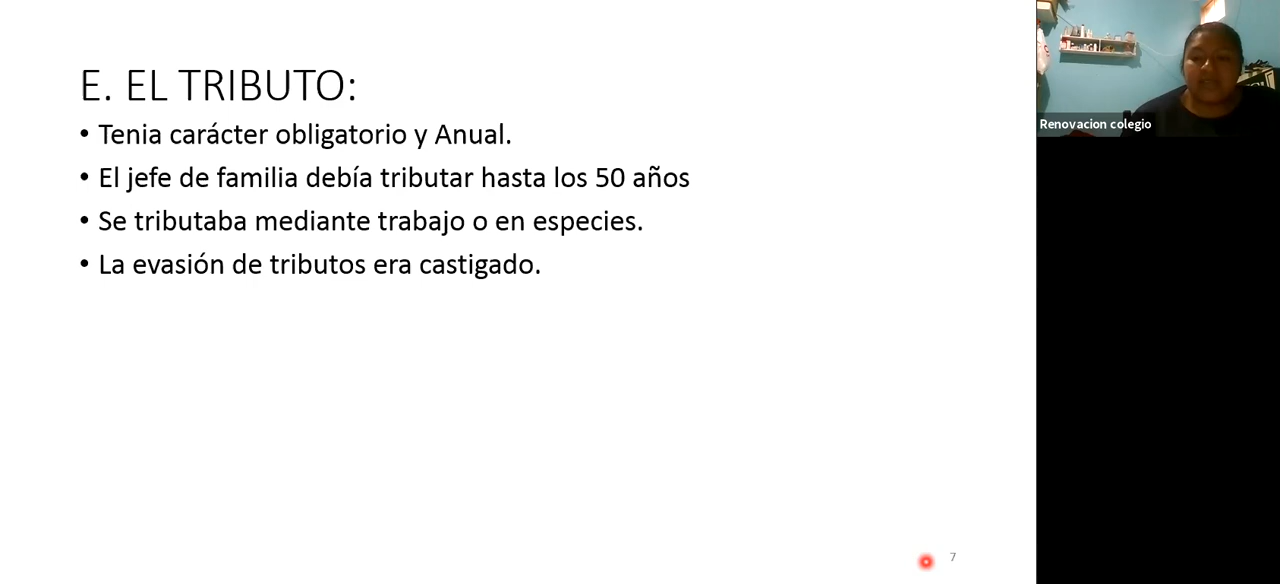 E. EL TRIBUTO:
• Tenia carácter obligatorio y Anual.
• El jefe de familia debía tributar hasta los 50 años
• Se tributaba mediante trabajo o en especies.
• La evasión de tributos era castigado.
7
Renovacion colegio